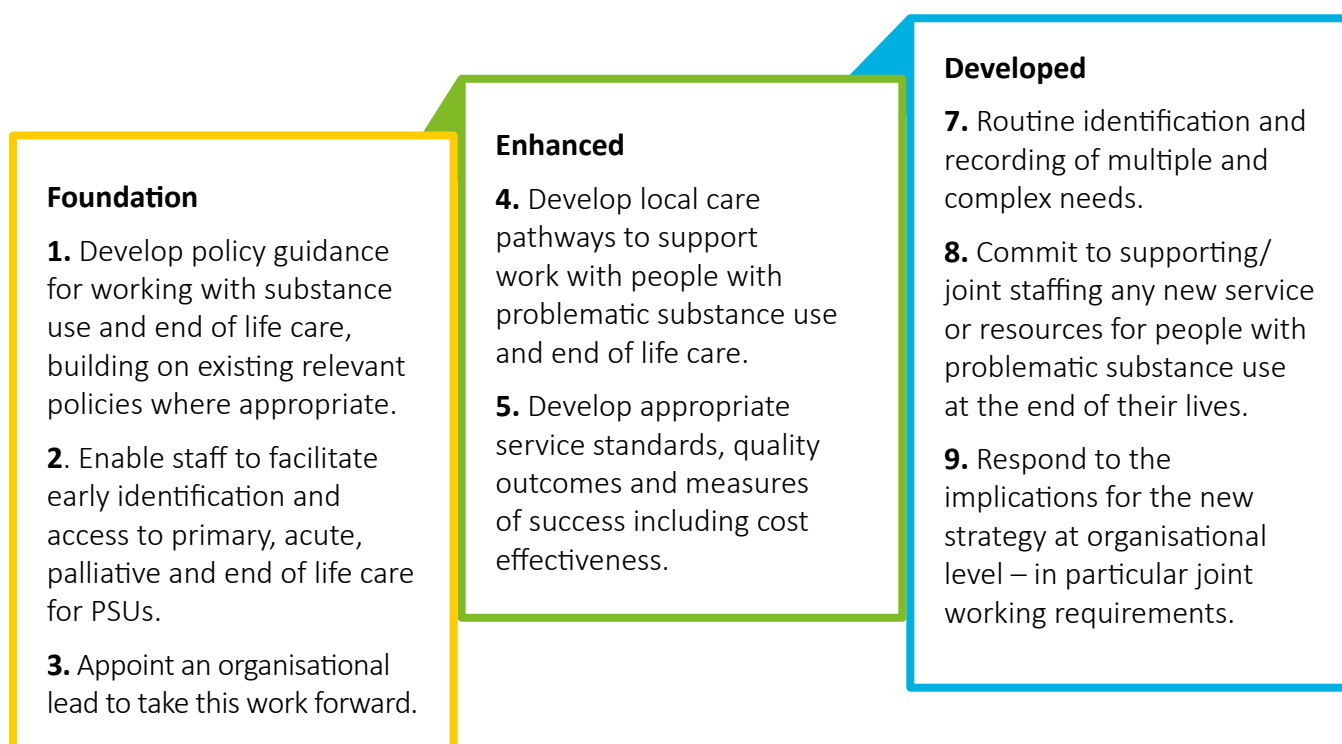 Foundation
1. Develop policy guidance
for working with substance
use and end of life care,
building on existing relevant
policies where appropriate.
2. Enable staff to facilitate
early identification and
access to primary, acute,
palliative and end of life care
for PSUs.
3. Appoint an organisational
lead to take this work forward.
Enhanced
4. Develop local care
pathways to support
work with people with
problematic substance use
and end of life care.
5. Develop appropriate
service standards, quality
outcomes and measures
of success including cost
effectiveness.
Developed
7. Routine identification and
recording of multiple and
complex needs.
8. Commit to supporting/
joint staffing any new service
or resources for people with
problematic substance use
at the end of their lives.
9. Respond to the
implications for the new
strategy at organisational
level – in particular joint
working requirements.